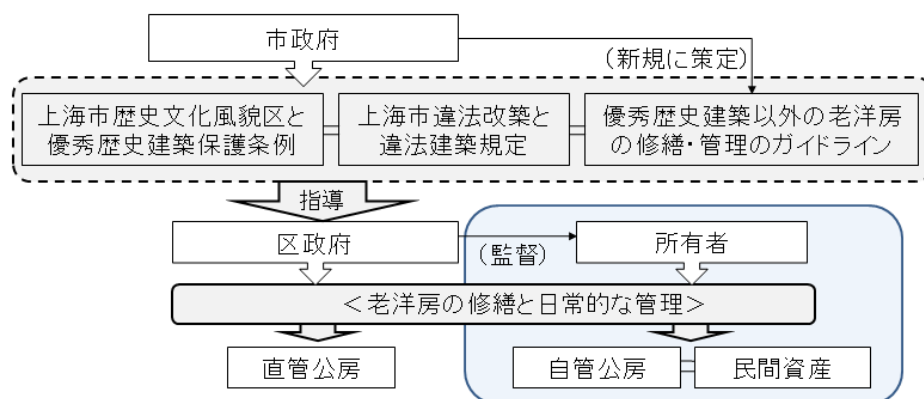 市政府
(新規に策定)
上海市歴史文化風貌区と
優秀歴史建築保護条例
上海市違法改築と
違法建築規定
優秀歴史建築以外の老洋房
の修繕・管理のガイドライン
指導
区政府
(監督)
所有者
＜老洋房の修繕と日常的な管理＞
直管公房
自管公房
民間資産